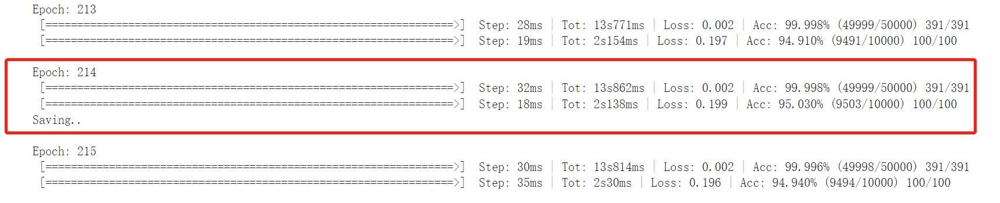 Epoch: 213
[================================================================>] Step: 28ms | Tot: 13s771ms | Loss: 0.002 | Acc: 99.998% (49999/50000) 391/391
[================================================================>] Step: 19ms | Tot: 2s154ms | Loss: 0.197 | Acc: 94.910% (9491/10000) 100/100
Epoch: 214
[================================================================>] Step: 32ms | Tot: 13s862ms | Loss: 0.002 | Acc: 99.998% (49999/50000) 391/391
[================================================================>] Step: 18ms | Tot: 2s138ms | Loss: 0.199 | Acc: 95.030% (9503/10000) 100/100
Saving..
Epoch: 215
[================================================================>] Step: 30ms | Tot: 13s814ms | Loss: 0.002 | Acc: 99.996% (49998/50000) 391/391
[================================================================>] Step: 35ms | Tot: 2s30ms | Loss: 0.196 | Acc: 94.940% (9494/10000) 100/100